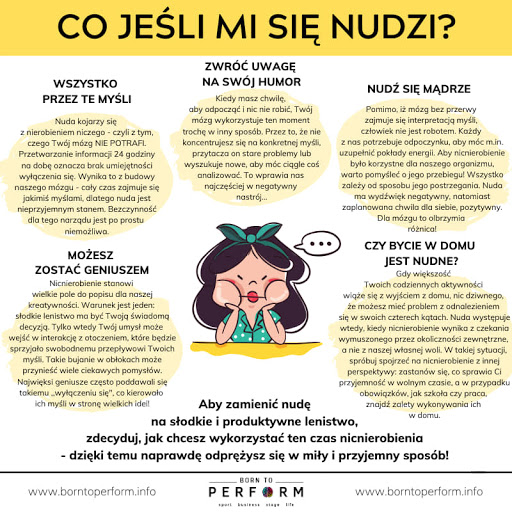 CO JEŚLI MI SIĘ NUDZI?
WSZYSTKO
PRZEZ TE MYŚLI
Nuda kojarzy się
z nierobieniem niczego - czyli z tym,
czego Twój mózg NIE POTRAFI.
Przetwarzanie informacji 24 godziny
na dobę oznacza brak umiejętności
wyłączenia się. Wynika to z budowy
naszego mózgu - cały czas zajmuje się
jakimiś myślami, dlatego nuda jest
nieprzyjemnym stanem. Bezczynność
dla tego narządu jest po prostu
niemożliwa.
ZWRÓĆ UWAGĘ
NA SWÓJ HUMOR
Kiedy masz chwilę,
aby odpocząć i nic nie robić, Twój
mózg wykorzystuje ten moment
trochę w inny sposób. Przez to, że nie
koncentrujesz się na konkretnej myśli,
przytacza on stare problemy lub
wyszukuje nowe, aby móc ciągle coś
analizować. To wprawia nas
najczęściej w negatywny
nastrój...
NUDŹ SIĘ MĄDRZE
Pomimo, iż mózg bez przerwy
zajmuje się interpretacją myśli,
człowiek nie jest robotem. Każdy
z nas potrzebuje odpoczynku, aby móc m.in.
uzupełnić pokłady energii. Aby nicnierobienie
było korzystne dla naszego organizmu,
warto pomyśleć o jego przebiegu! Wszystko
zależy od sposobu jego postrzegania. Nuda
ma wydźwięk negatywny, natomiast
zaplanowana chwila dla siebie, pozytywny.
Dla mózgu to olbrzymia
różnica!
MOŻESZ
ZOSTAĆ GENIUSZEM
Nicnierobienie stanowi
wielkie pole do popisu dla naszej
kreatywności. Warunek jest jeden:
słodkie lenistwo ma być Twoją świadomą
decyzją. Tylko wtedy Twój umysł może
wejść w interakcję z otoczeniem, które będzie
sprzyjało swobodnemu przepływowi Twoich
myśli. Takie bujanie w obłokach może
przynieść wiele ciekawych pomysłów.
Najwięksi geniusze często poddawali się
takiemu ,,wyłączeniu się", co kierowało
ich myśli w stronę wielkich idei!
CZY BYCIE W DOMU
JEST NUDNE?
Gdy większość
Twoich codziennych aktywności
wiąże się z wyjściem z domu, nic dziwnego,
że możesz mieć problem z odnalezieniem
się w swoich czterech kątach. Nuda występuje
wtedy, kiedy nicnierobienie wynika z czekania
wymuszonego przez okoliczności zewnętrzne,
a nie z naszej własnej woli. W takiej sytuacji,
spróbuj spojrzeć na nicnierobienie z innej
perspektywy: zastanów się, co sprawia Ci
przyjemność w wolnym czasie, a w przypadku
obowiązków, jak szkoła czy praca,
znajdź zalety wykonywania ich
w domu.
Aby zamienić nudę
na słodkie i produktywne lenistwo,
zdecyduj, jak chcesz wykorzystać ten czas nicnierobienia
- dzięki temu naprawdę odprężysz się w miły i przyjemny sposób!
www.borntoperform.info
BORN TO
PERFORM
sport business stage life
www.borntoperform.info